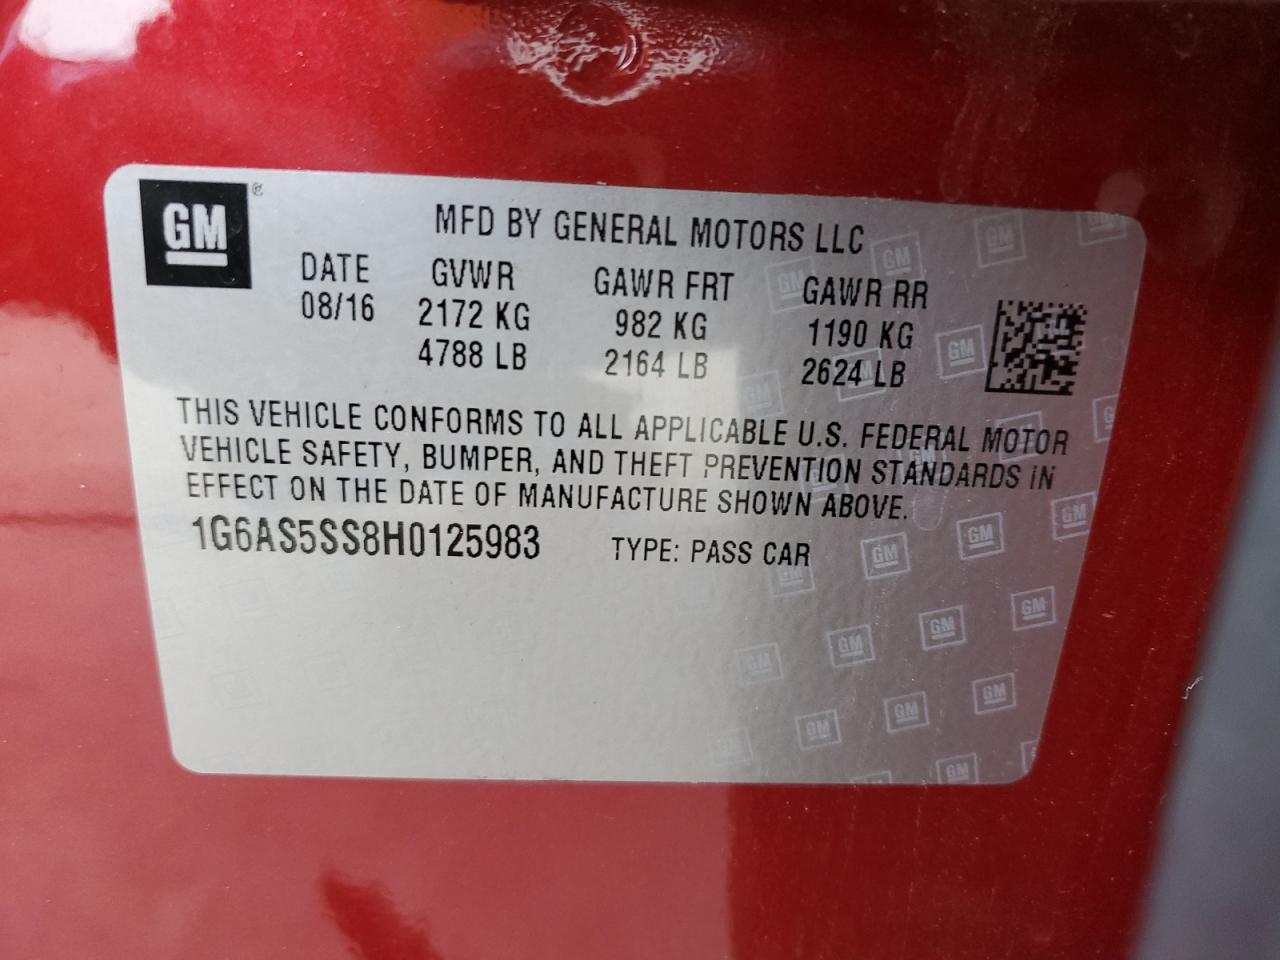 GM®
MFD BY GENERAL MOTORS LLC
DATE GVWR GAWR FRT GAWR RR
08/16 2172 KG 982 KG 1190 KG
4788 LB 2164 LB 2624 LB
THIS VEHICLE CONFORMS TO ALL APPLICABLE U.S. FEDERAL MOTOR
VEHICLE SAFETY, BUMPER, AND THEFT PREVENTION STANDARDS IN
EFFECT ON THE DATE OF MANUFACTURE SHOWN ABOVE.
1G6AS5SS8H0125983 TYPE: PASS CAR